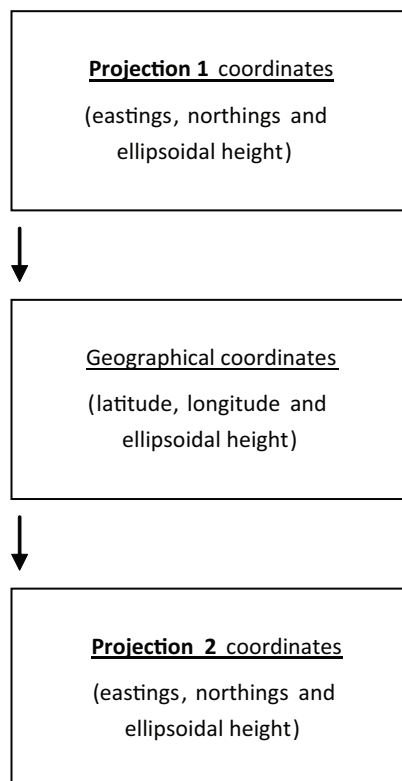 Projection 1 coordinates
(eastings, northings and
ellipsoidal height)
Geographical coordinates
(latitude, longitude and
ellipsoidal height)
Projection 2 coordinates
(eastings, northings and
ellipsoidal height)